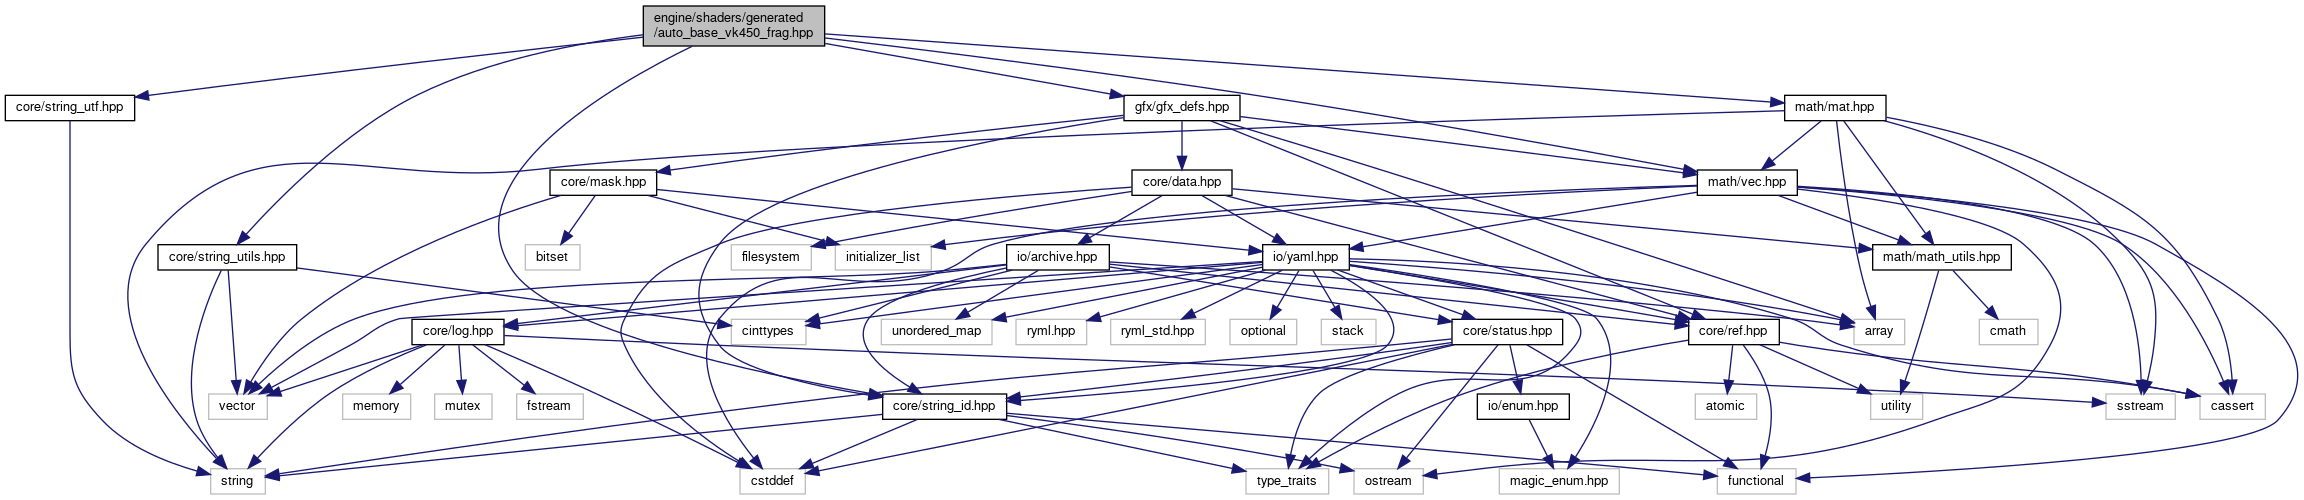 engine/shaders/generated
/auto_base_vk450_frag.hpp
core/string_utf.hpp
gfx/gfx_defs.hpp
math/mat.hpp
core/mask.hpp
core/data.hpp
math/vec.hpp
core/string_utils.hpp
bitset
filesystem
initializer_list
io/archive.hpp
io/yaml.hpp
math/math_utils.hpp
core/log.hpp
cinttypes
unordered_map
ryml.hpp
ryml_std.hpp
optional
stack
core/status.hpp
core/ref.hpp
array
cmath
vector
memory
mutex
fstream
core/string_id.hpp
io/enum.hpp
atomic
utility
sstream
cassert
string
cstddef
type_traits
ostream
magic_enum.hpp
functional